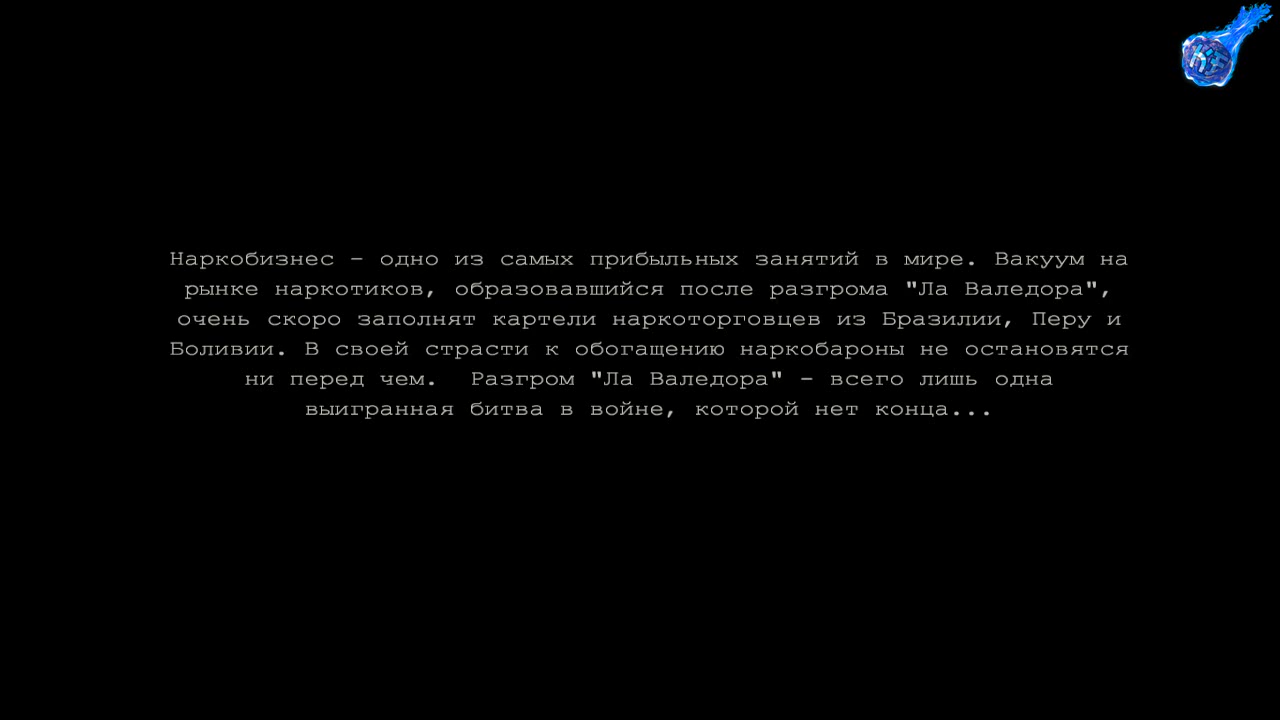 Наркобизнес – одно из самых прибыльных занятий в мире. Вакуум на
рынке наркотиков, образовавшийся после разгрома "Ла Валедора",
очень скоро заполнят картели наркоторговцев из Бразилии, Перу и
Боливии. В своей страсти к обогащению наркобароны не остановятся
ни перед чем.  Разгром "Ла Валедора" – всего лишь одна
выигранная битва в войне, которой нет конца...